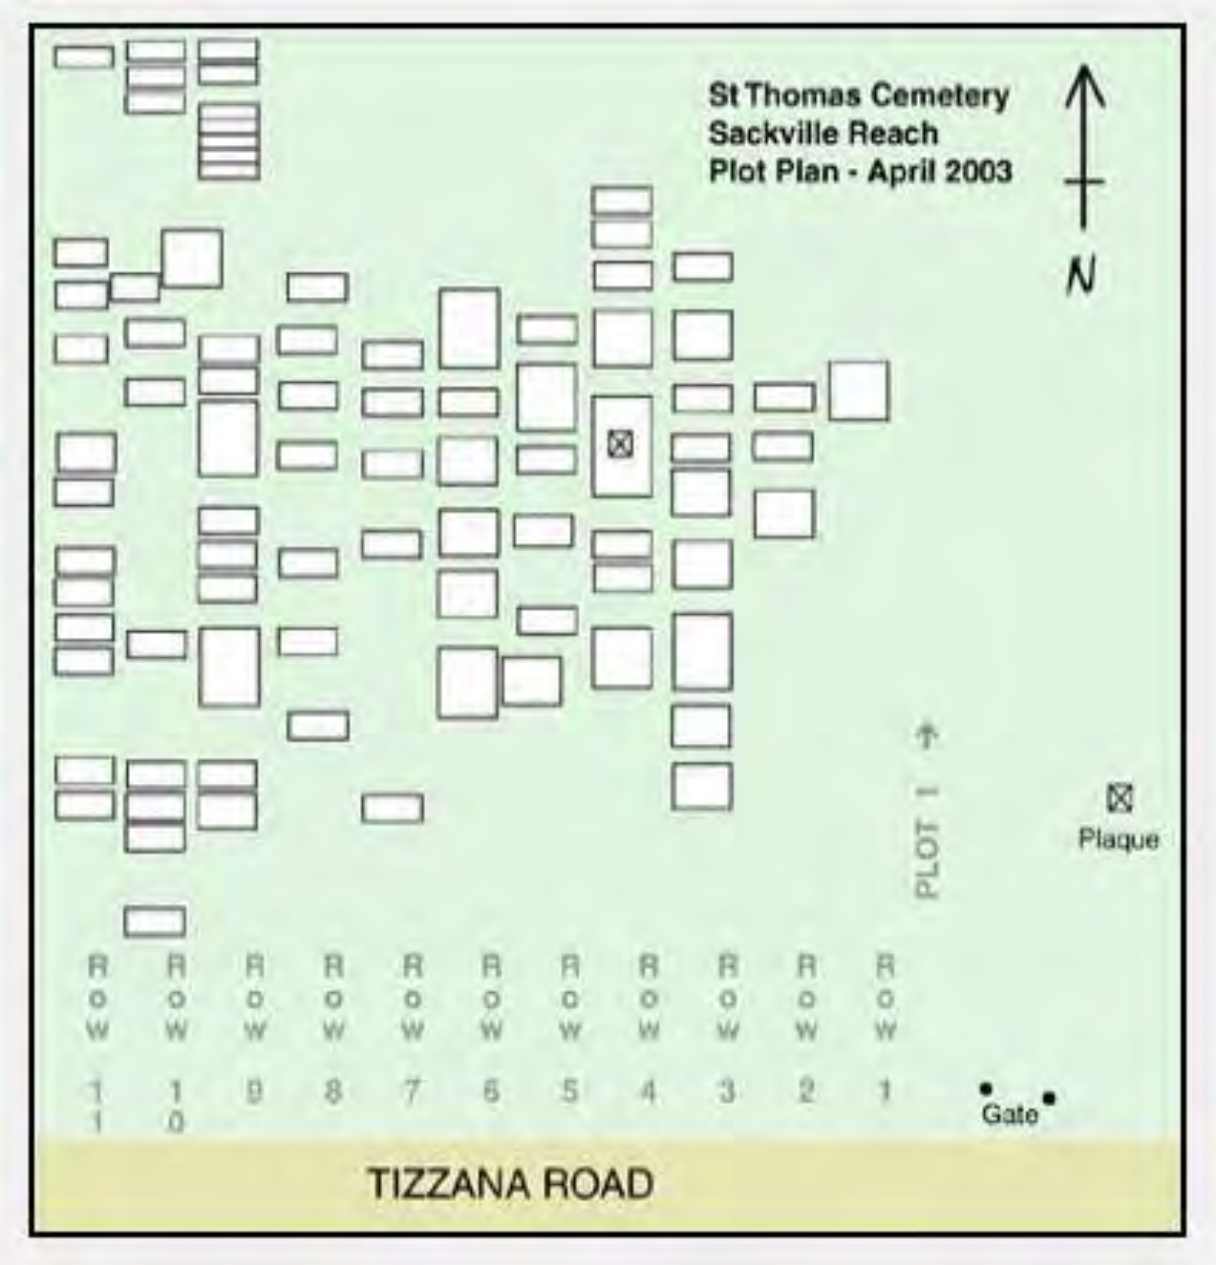 St Thomas Cemetery
Sackville Reach
Plot Plan - April 2003
N
PLOT 1
Plaque
Row 11
Row 10
Row 9
Row 8
Row 7
Row 6
Row 5
Row 4
Row 3
Row 2
Row 1
Gate
TIZZANA ROAD